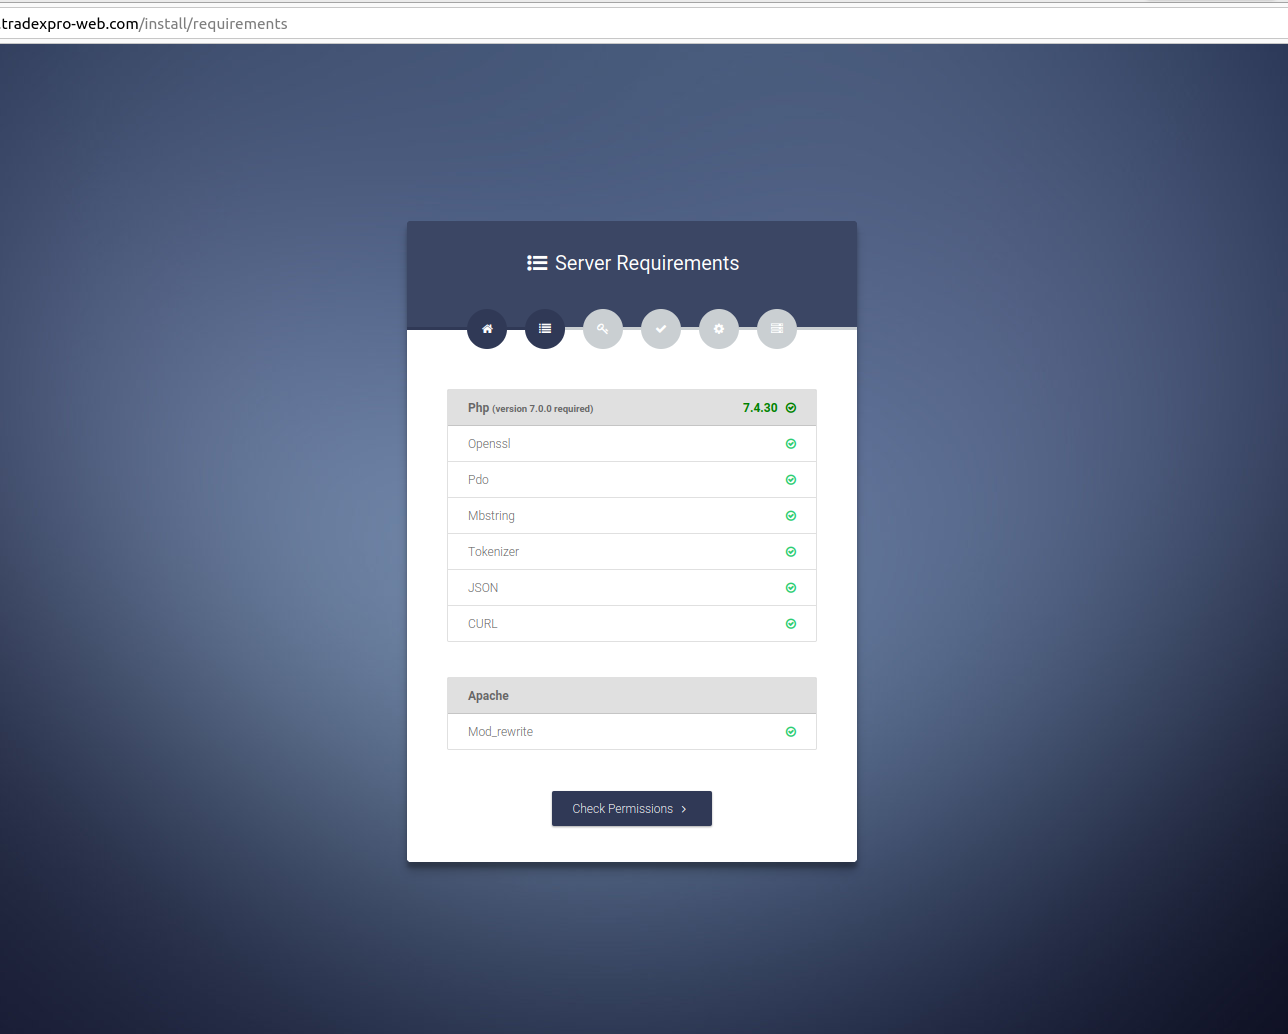 .tradexpro-web.com/install/requirements
Server Requirements
Php (version 7.0.0 required) 7.4.30
Openssl
Pdo
Mbstring
Tokenizer
JSON
CURL
Apache
Mod_rewrite
Check Permissions